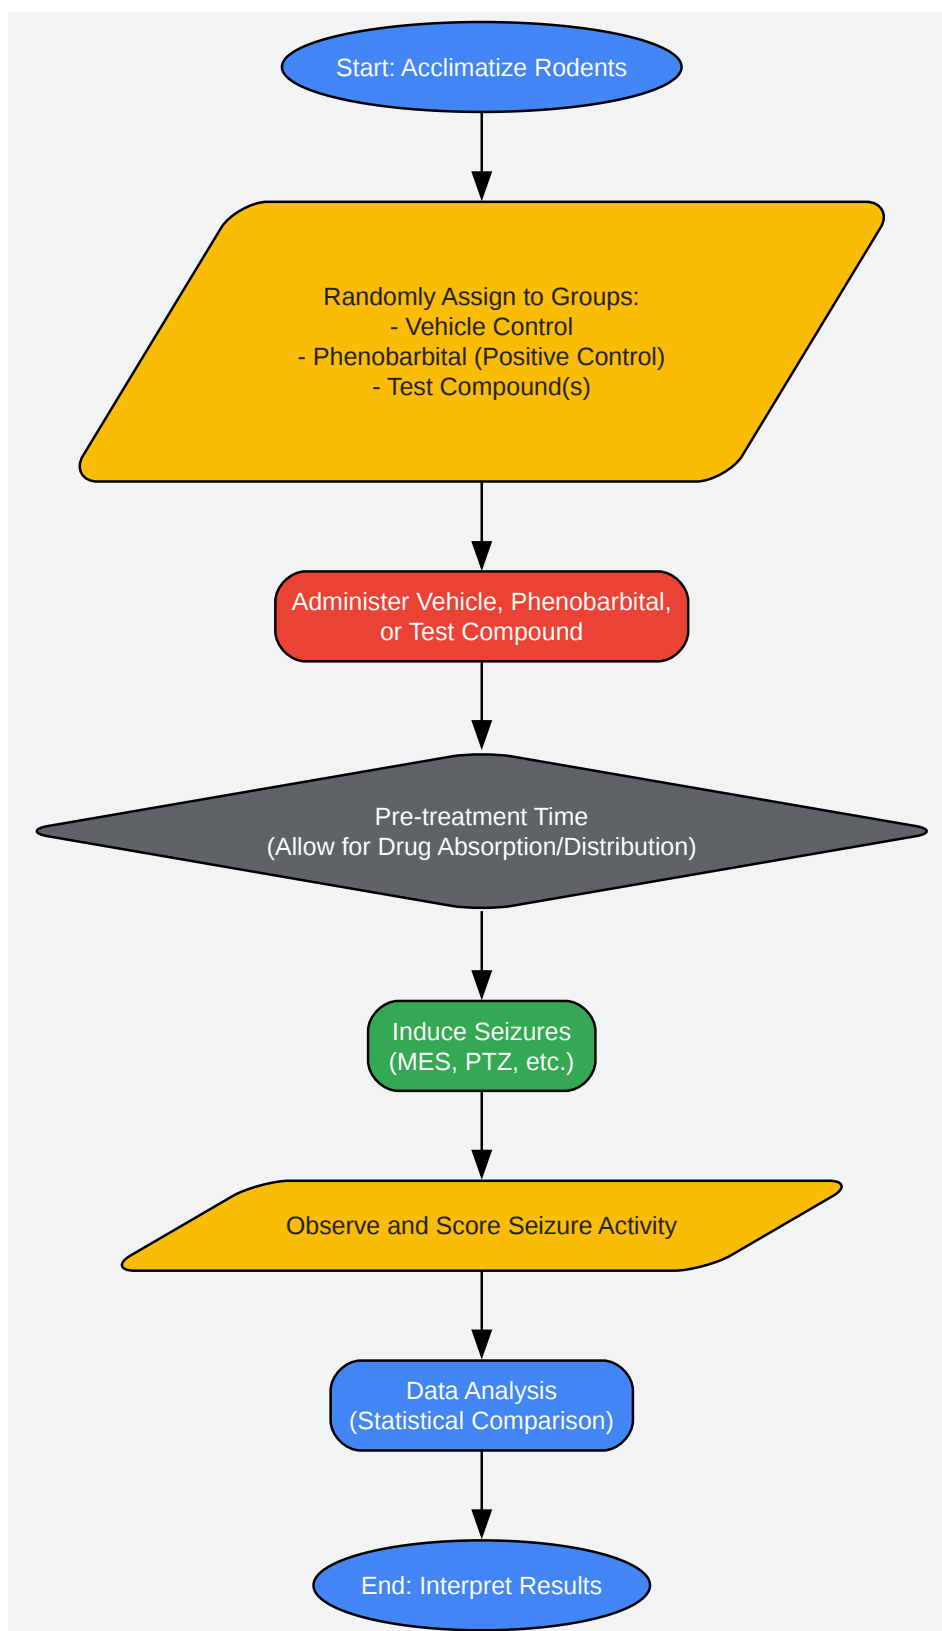 Start: Acclimatize Rodents
Randomly Assign to Groups:
- Vehicle Control
- Phenobarbital (Positive Control)
- Test Compound(s)
Administer Vehicle, Phenobarbital,
or Test Compound
Pre-treatment Time
(Allow for Drug Absorption/Distribution)
Induce Seizures
(MES, PTZ, etc.)
Observe and Score Seizure Activity
Data Analysis
(Statistical Comparison)
End: Interpret Results